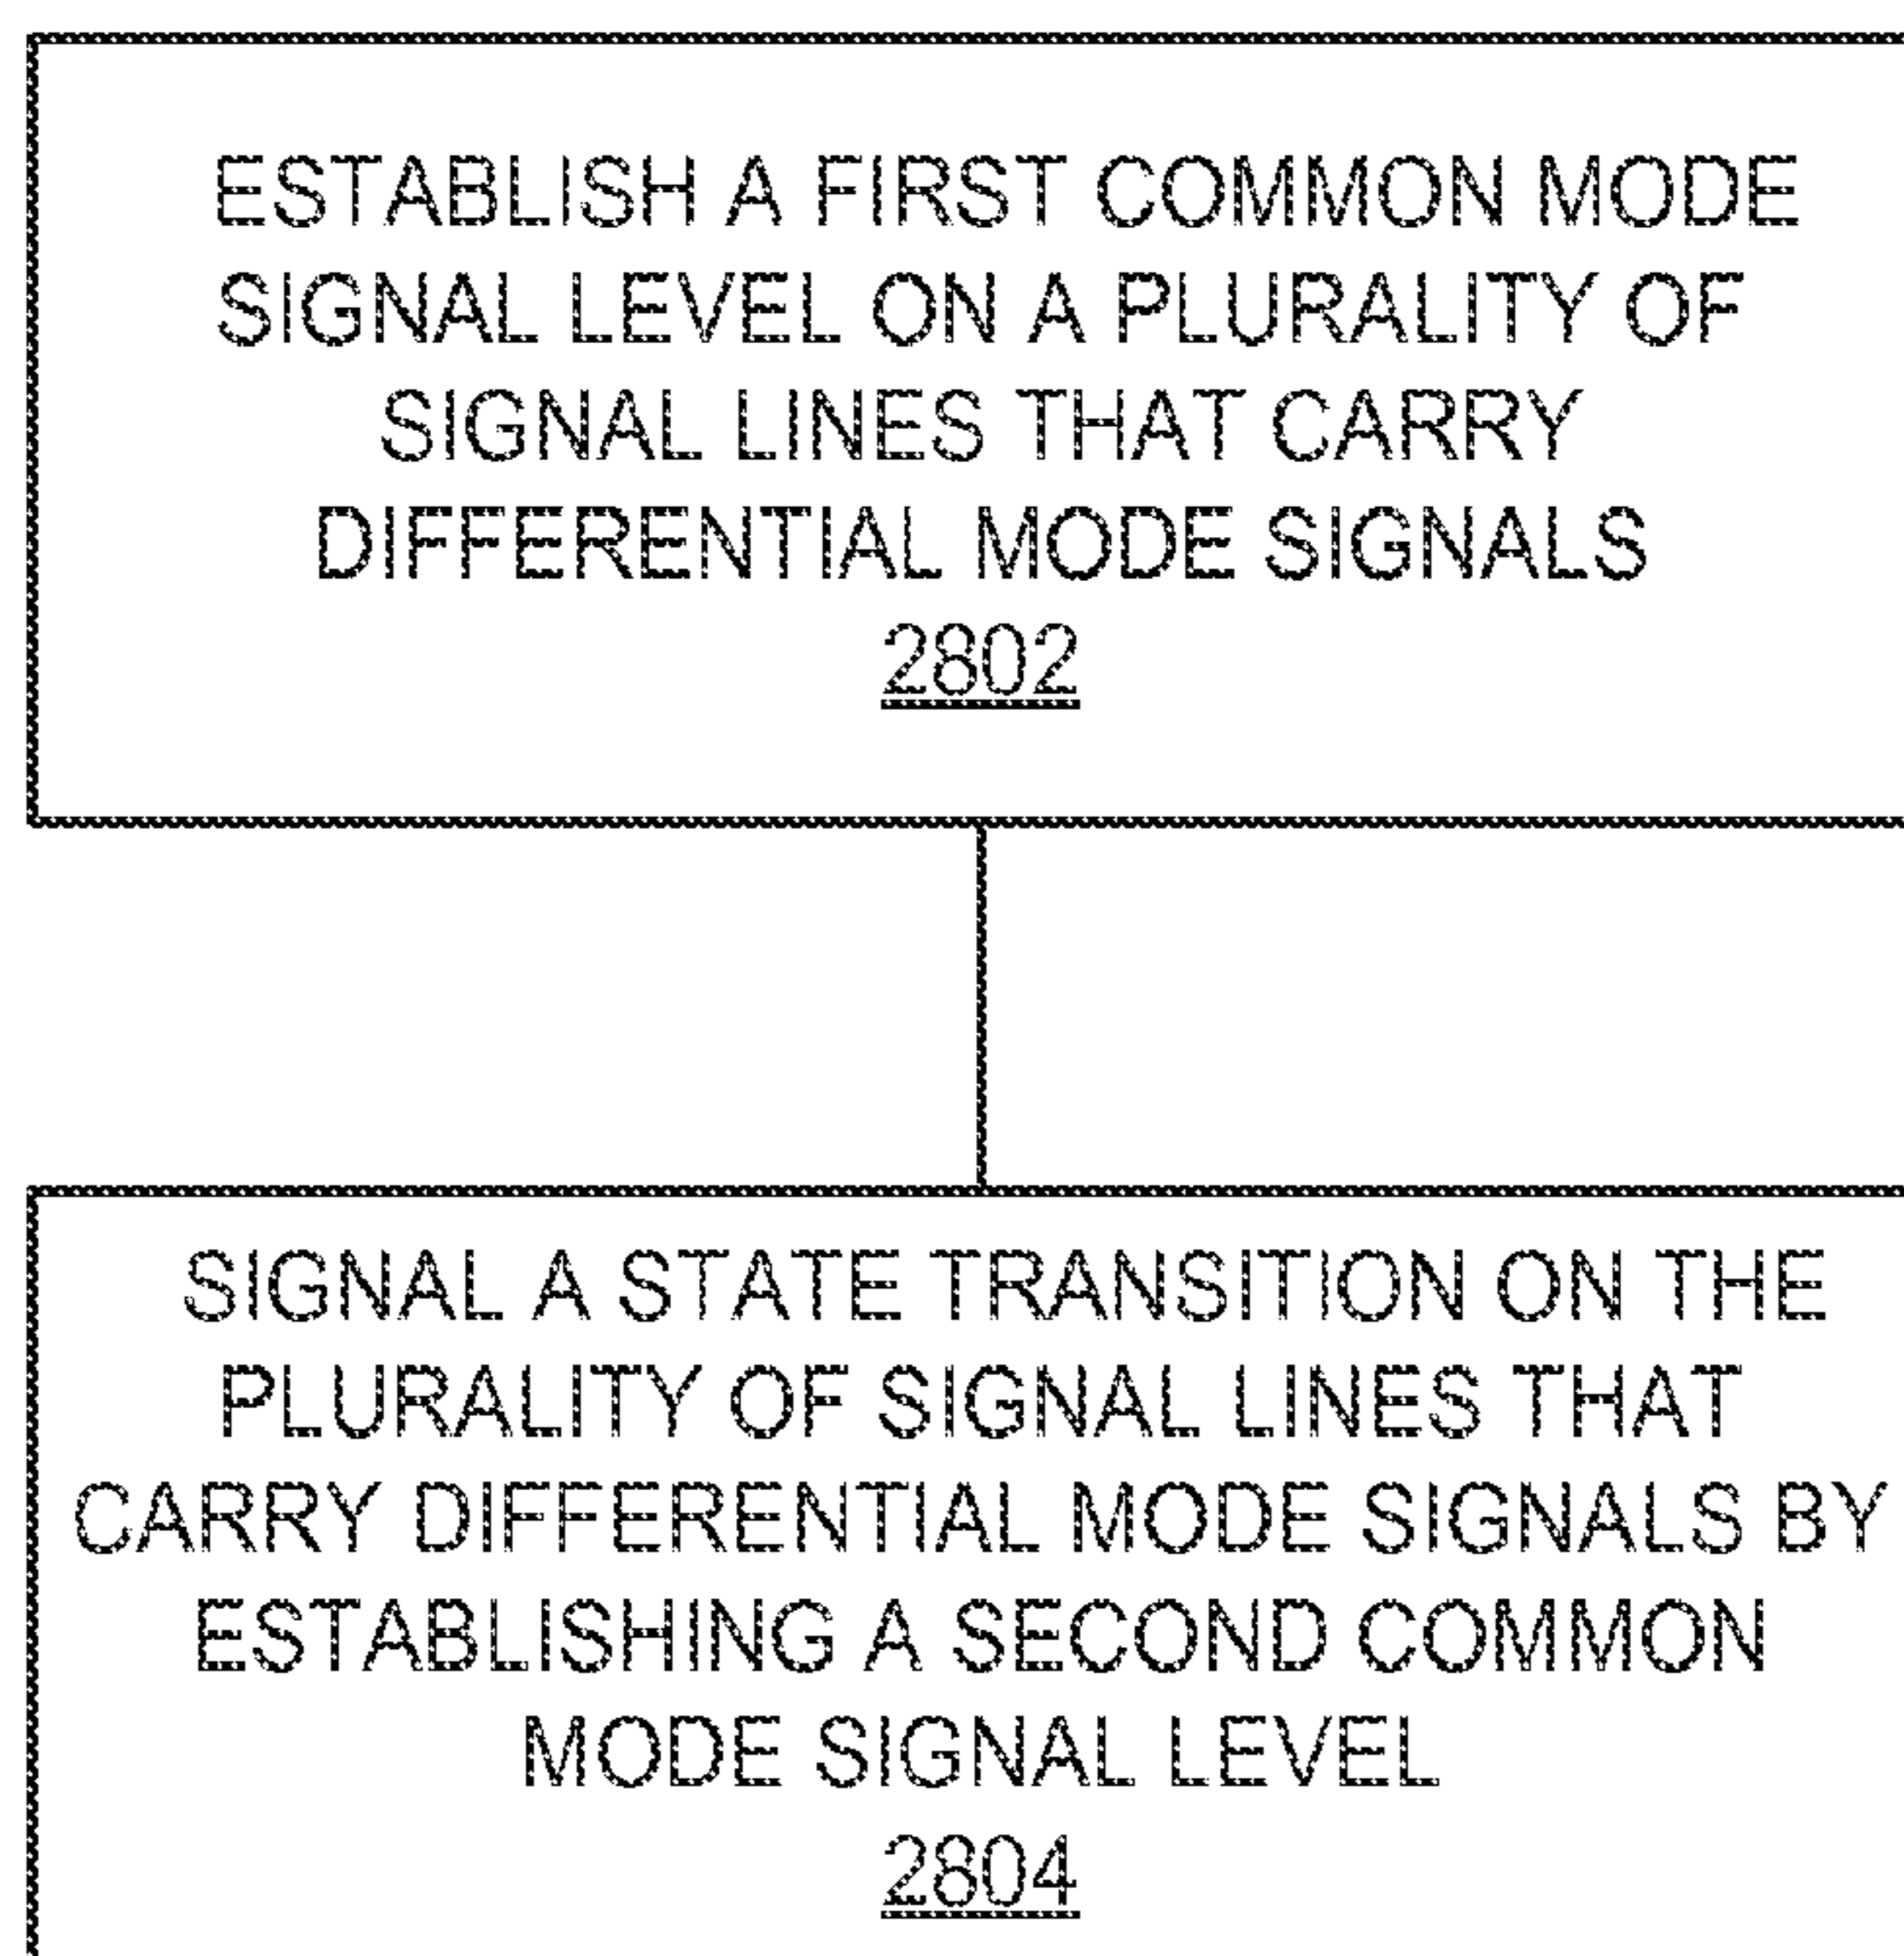 ESTABLISH A FIRST COMMON MODE
SIGNAL LEVEL ON A PLURALITY OF
SIGNAL LINES THAT CARRY
DIFFERENTIAL MODE SIGNALS
2802
SIGNAL A STATE TRANSITION ON THE
PLURALITY OF SIGNAL LINES THAT
CARRY DIFFERENTIAL MODE SIGNALS BY
ESTABLISHING A SECOND COMMON
MODE SIGNAL LEVEL
2804